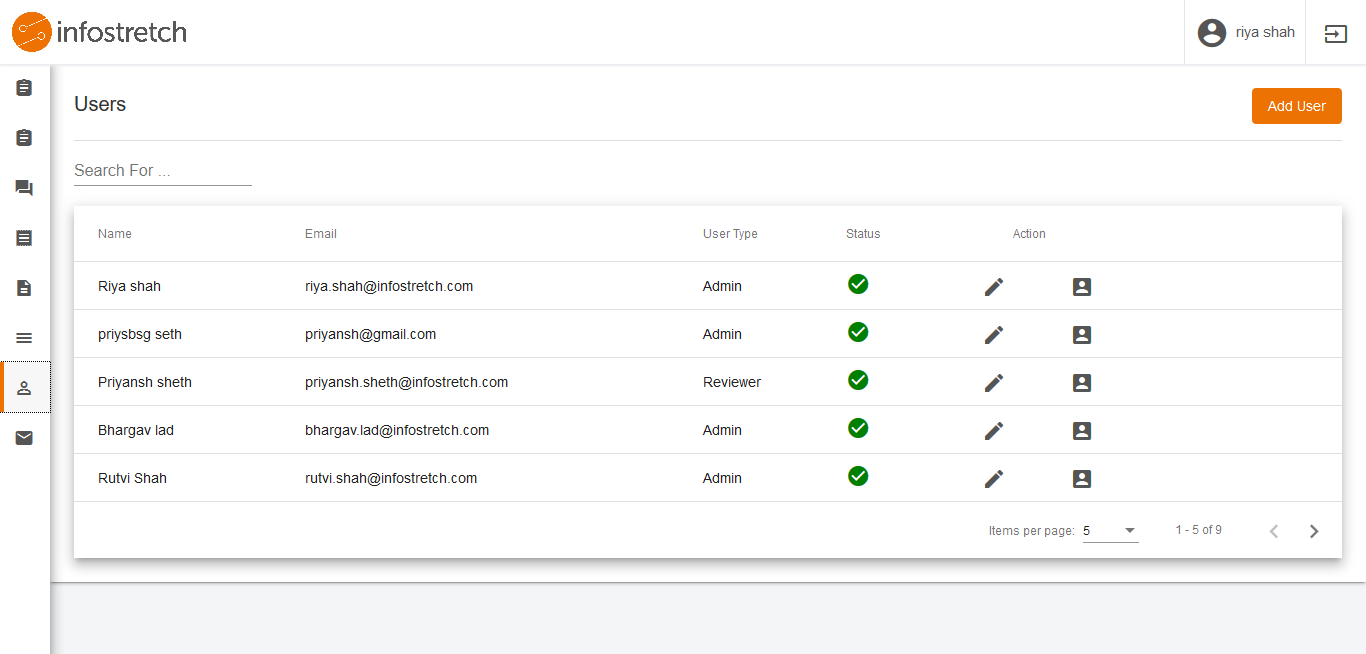 infostretch
riya shah
Users
Add User
Search For ...
Name Email User Type Status Action
Riya shah riya.shah@infostretch.com Admin
priysbsg seth priyansh@gmail.com Admin
Priyansh sheth priyansh.sheth@infostretch.com Reviewer
Bhargav lad bhargav.lad@infostretch.com Admin
Rutvi Shah rutvi.shah@infostretch.com Admin
Items per page: 5 1 - 5 of 9